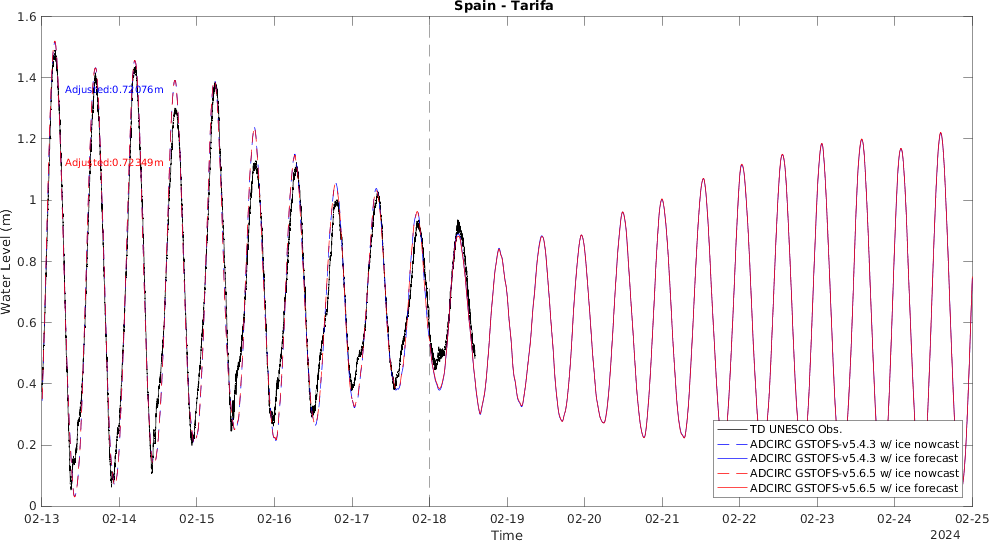 Spain - Tarifa
1.6
1.4
1.2
1
0.8
0.6
0.4
0.2
0
Water Level (m)
Adjusted:0.72076m
Adjusted:0.72349m
TD UNESCO Obs.
ADCIRC GSTOFS-v5.4.3 w/ ice nowcast
ADCIRC GSTOFS-v5.4.3 w/ ice forecast
ADCIRC GSTOFS-v5.6.5 w/ ice nowcast
ADCIRC GSTOFS-v5.6.5 w/ ice forecast
02-13 02-14 02-15 02-16 02-17 02-18 02-19 02-20 02-21 02-22 02-23 02-24 02-25
Time
2024